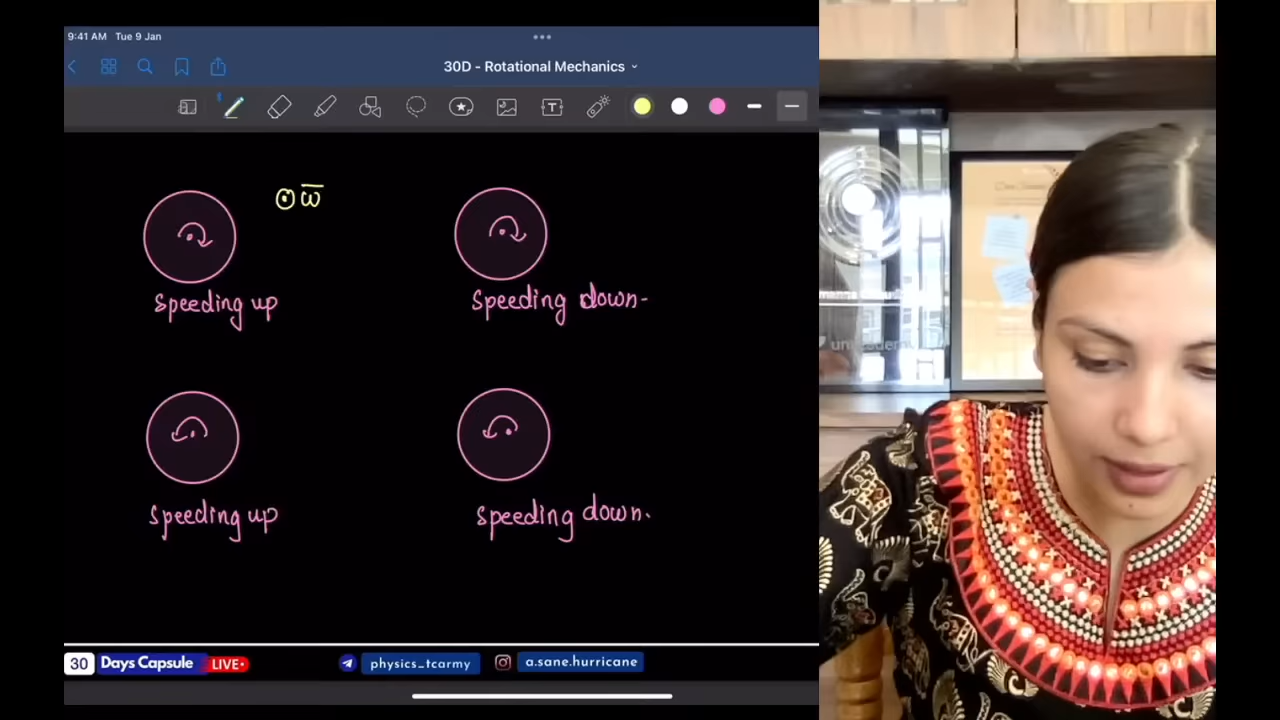 9:41 AM Tue 9 Jan
30D - Rotational Mechanics
T
⊙ ω̅
Speeding up
Speeding down-
Speeding up
Speeding down.
30 Days Capsule LIVE•
physics_tcarmy
a.sane.hurricane